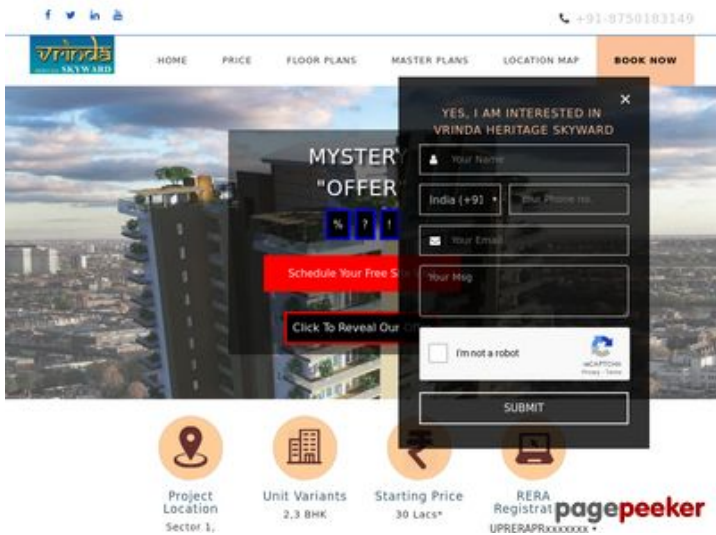 +91-8750183149
vrinda
SKYWARD
HOME PRICE FLOOR PLANS MASTER PLANS LOCATION MAP BOOK NOW
YES, I AM INTERESTED IN
VRINDA HERITAGE SKYWARD
Your Name
India (+91
Your Phone no.
Your Email
Your Msg
I'm not a robot
reCAPTCHA
Privacy - Terms
SUBMIT
MYSTERY
"OFFER
% ? !
Schedule Your Free
Click To Reveal Our
Project
Location
Sector 1,
Unit Variants
2,3 BHK
Starting Price
30 Lacs*
RERA
Registrat
UPRERAPRxxxxxxx
pagepeeker